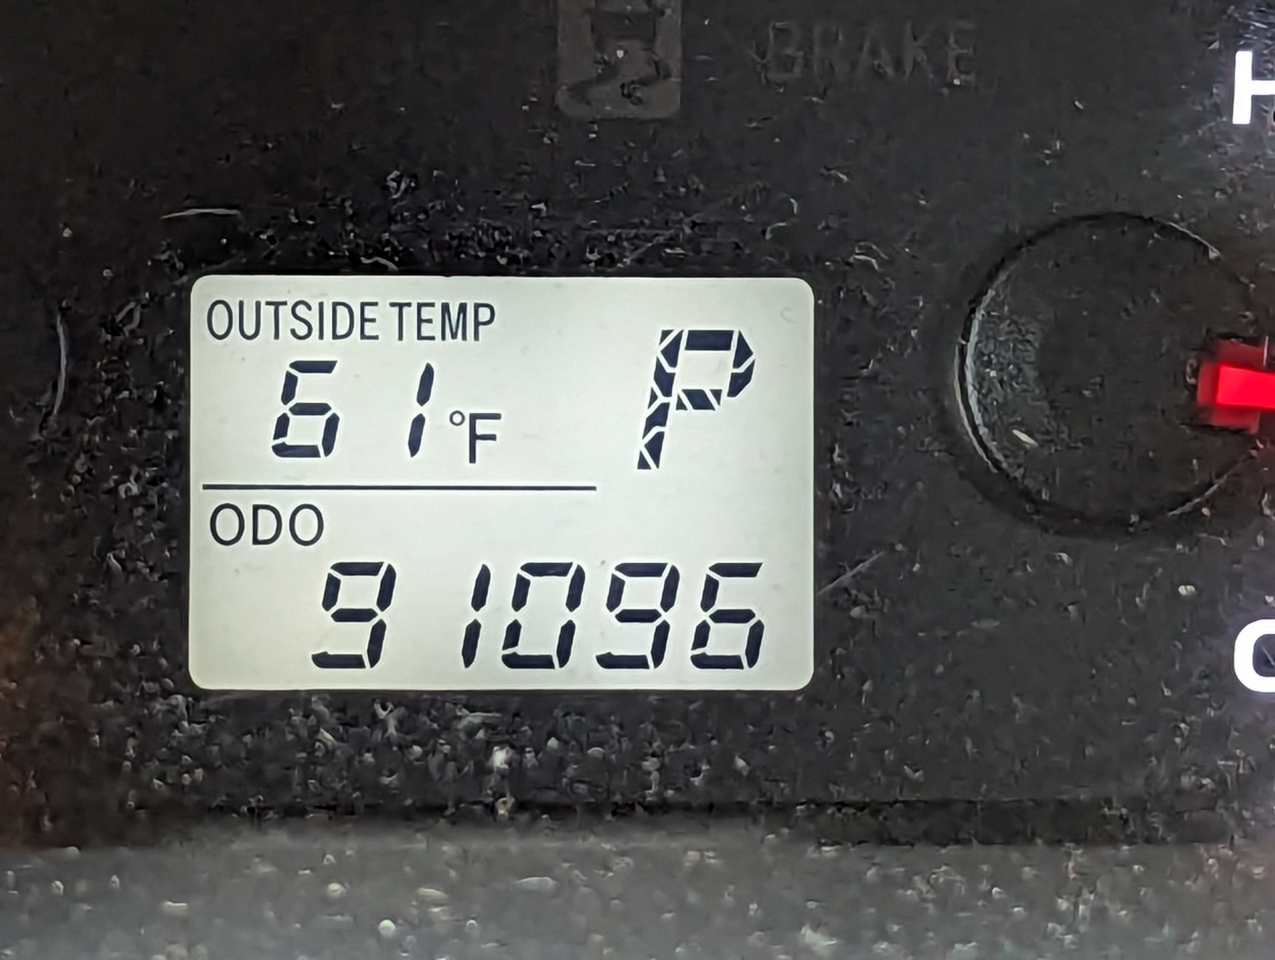 BRAKE
H
OUTSIDE TEMP
61°F P
ODO
91096
C